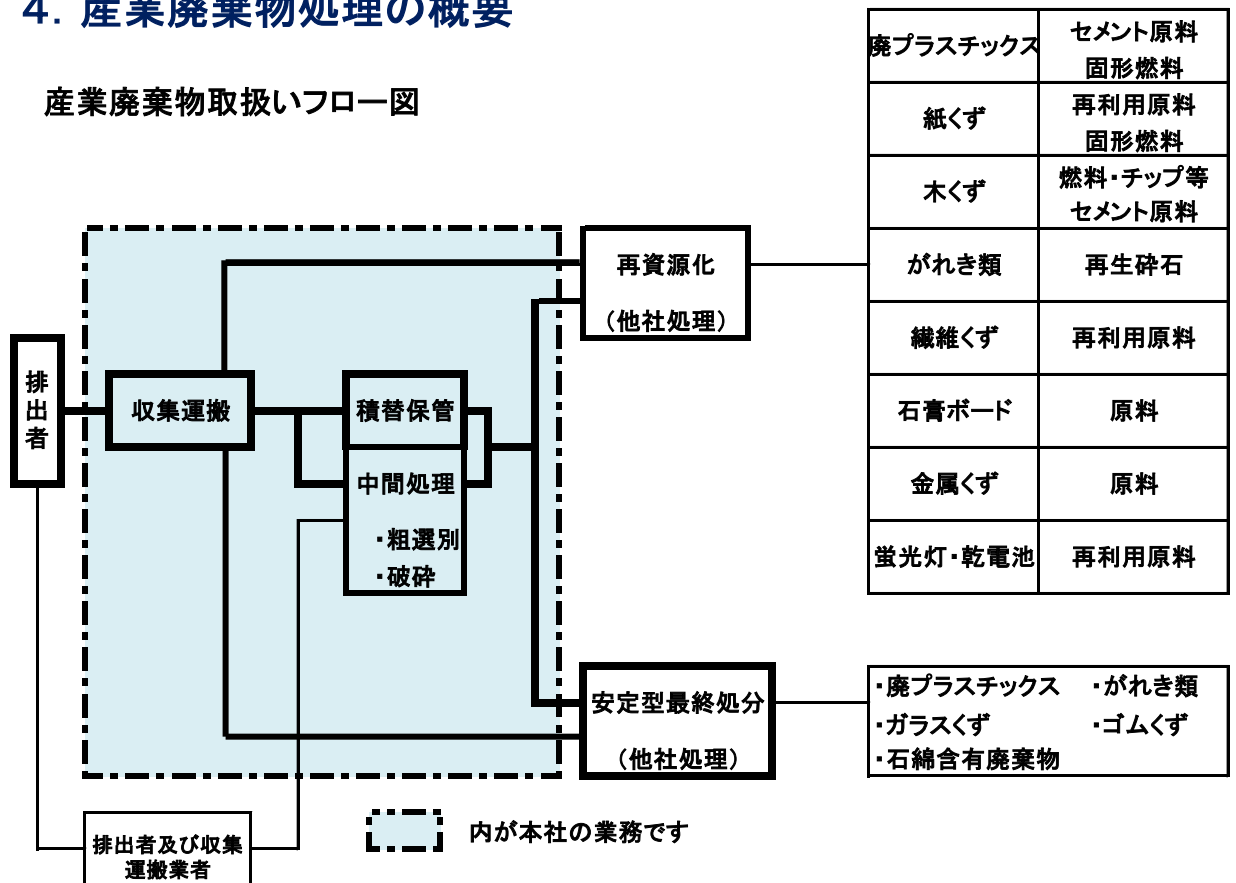 4．産業廃棄物処理の概要
産業廃棄物取扱いフロー図
廃プラスチックス
セメント原料
固形燃料
紙くず
再利用原料
固形燃料
木くず
燃料・チップ等
セメント原料
がれき類
再生砕石
繊維くず
再利用原料
石膏ボード
原料
金属くず
原料
蛍光灯・乾電池
再利用原料
再資源化
（他社処理）
排出者
収集運搬
積替保管
中間処理
・粗選別
・破砕
安定型最終処分
（他社処理）
・廃プラスチックス　・がれき類
・ガラスくず　・ゴムくず
・石綿含有廃棄物
内が本社の業務です
排出者及び収集
運搬業者